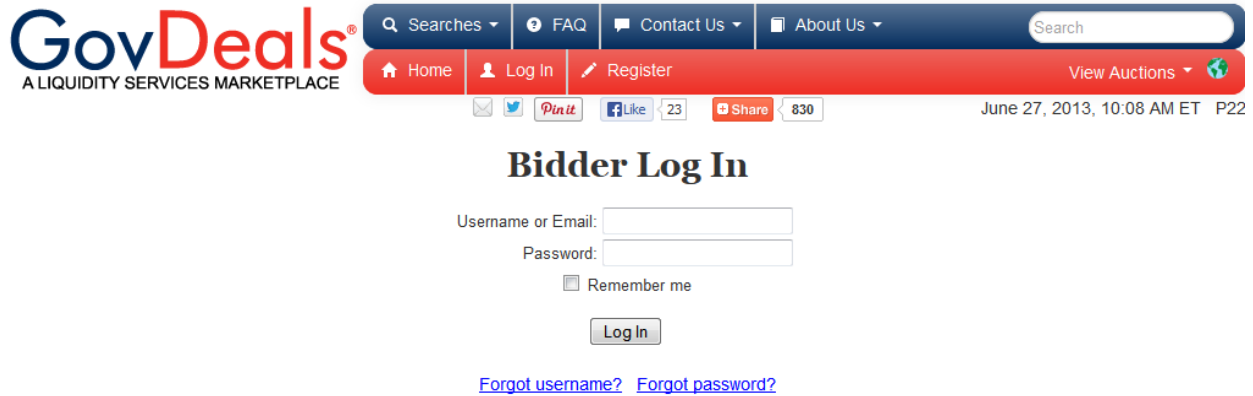 GovDeals®
A LIQUIDITY SERVICES MARKETPLACE
Searches FAQ Contact Us About Us Search
Home Log In Register View Auctions
Pinit Like 23 Share 830 June 27, 2013, 10:08 AM ET P22
Bidder Log In
Username or Email:
Password:
Remember me
Log In
Forgot username? Forgot password?